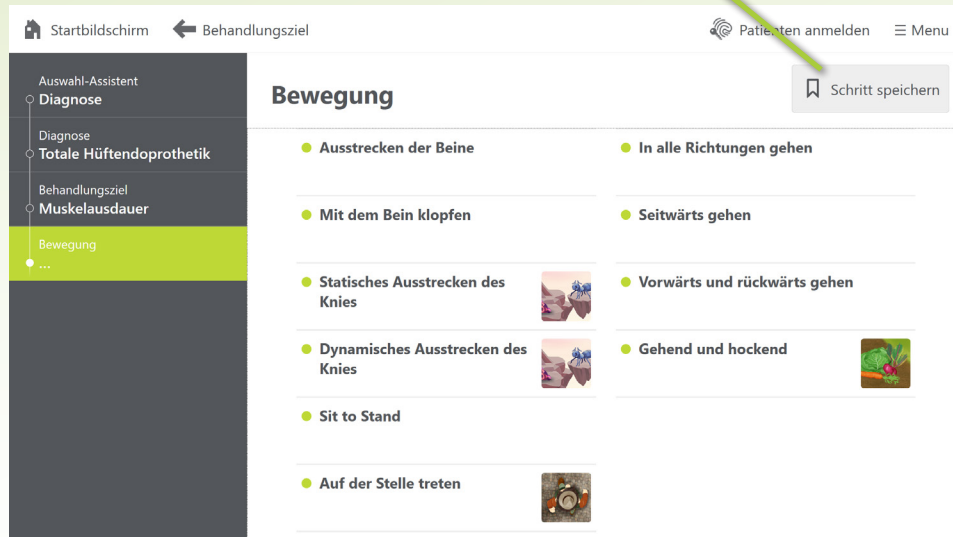 Startbildschirm
Behandlungsziel
Patienten anmelden
Menu
Auswahl-Assistent
Diagnose
Diagnose
Totale Hüftendoprothetik
Behandlungsziel
Muskelausdauer
Bewegung
...
Bewegung
Schritt speichern
Ausstrecken der Beine
Mit dem Bein klopfen
Statisches Ausstrecken des
Knies
Dynamisches Ausstrecken des
Knies
Sit to Stand
Auf der Stelle treten
In alle Richtungen gehen
Seitwärts gehen
Vorwärts und rückwärts gehen
Gehend und hockend